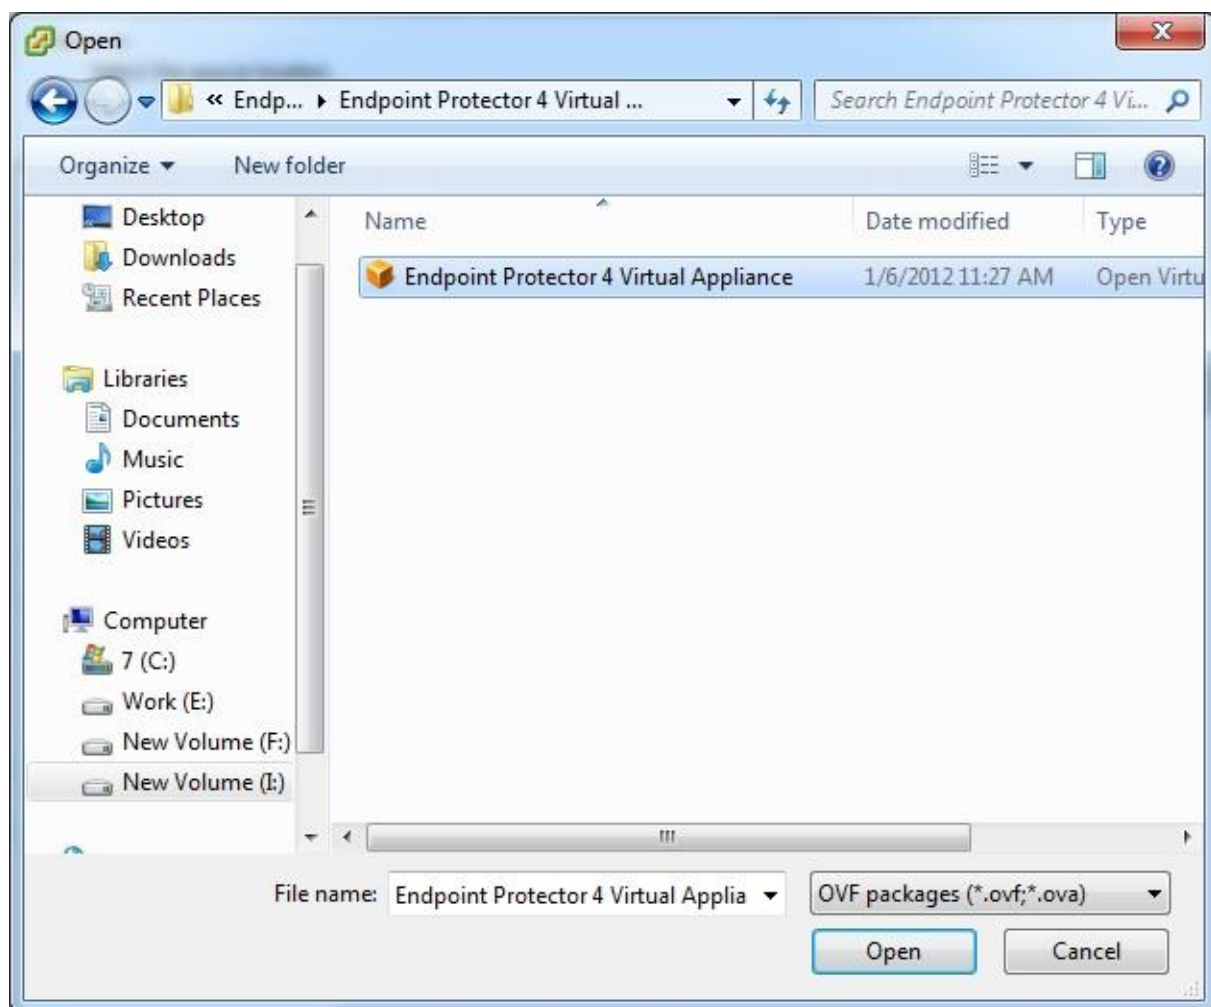 Open
« Endp... Endpoint Protector 4 Virtual ... Search Endpoint Protector 4 Vi...
Organize New folder
Name Date modified Type
Desktop
Downloads
Recent Places
Endpoint Protector 4 Virtual Appliance 1/6/2012 11:27 AM Open Virtu
Libraries
Documents
Music
Pictures
Videos
Computer
7 (C:)
Work (E:)
New Volume (F:)
New Volume (I:)
File name: Endpoint Protector 4 Virtual Applia OVF packages (*.ovf;*.ova)
Open Cancel